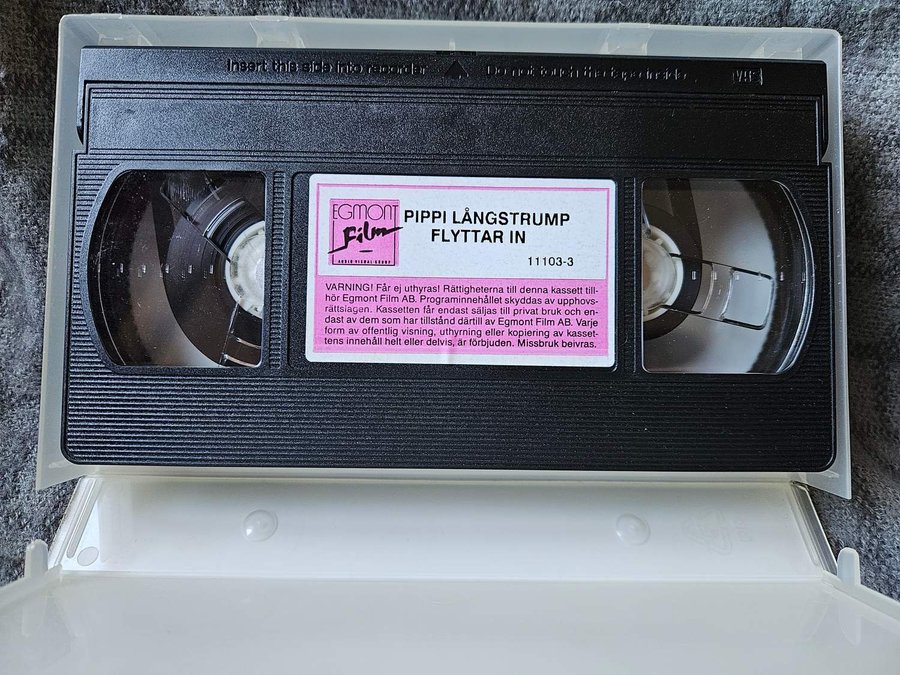 Insert this side into recorder Do not touch the tape inside VHS
EGMONT
Film
AUDIO VISUAL GROUP
PIPPI LÅNGSTRUMP
FLYTTAR IN
11103-3
VARNING! Får ej uthyras! Rättigheterna till denna kassett till-
hör Egmont Film AB. Programinnehållet skyddas av upphovs-
rättslagen. Kassetten får endast säljas till privat bruk och en-
dast av dem som har tillstånd därtill av Egmont Film AB. Varje
form av offentlig visning, uthyrning eller kopiering av kasset-
tens innehåll helt eller delvis, är förbjuden. Missbruk beivras.